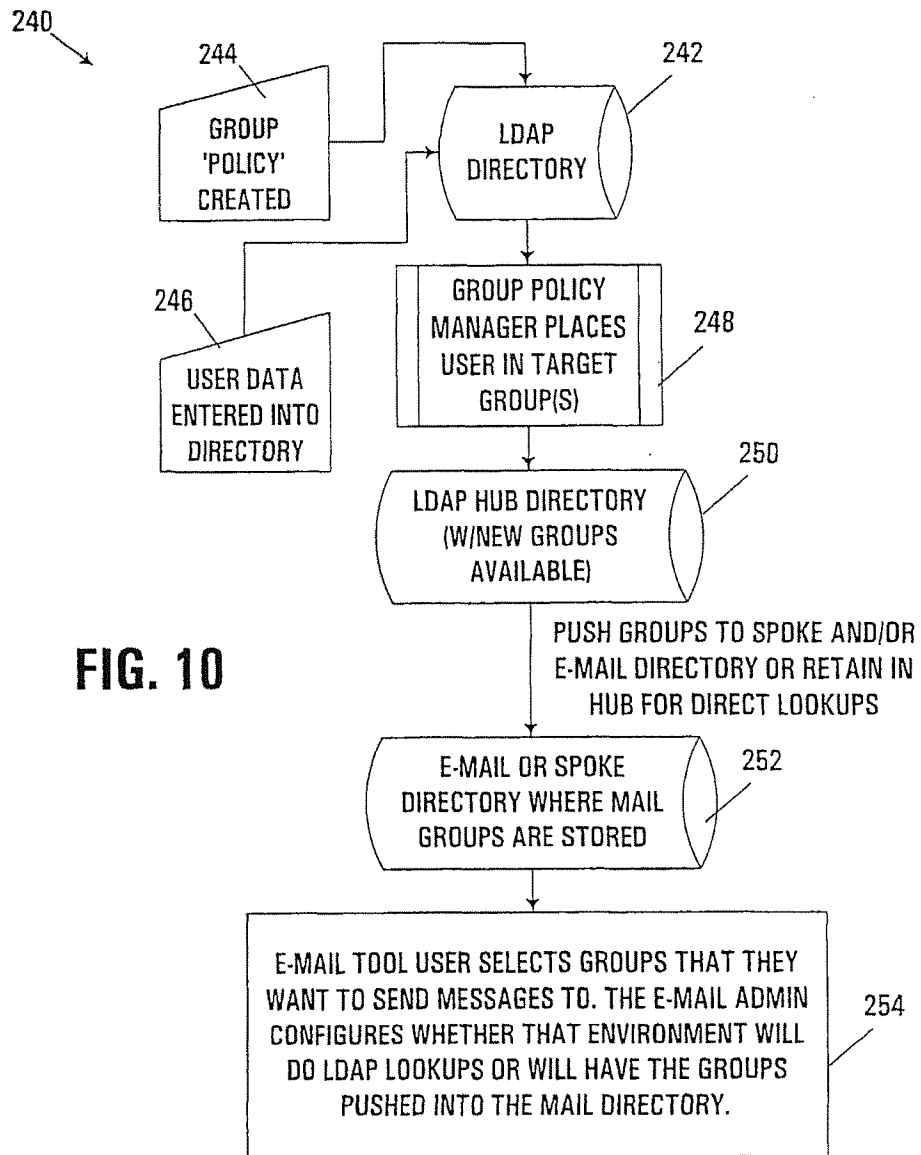 240
244
GROUP
'POLICY'
CREATED
242
LDAP
DIRECTORY
246
USER DATA
ENTERED INTO
DIRECTORY
GROUP POLICY
MANAGER PLACES
USER IN TARGET
GROUP(S)
248
250
LDAP HUB DIRECTORY
(W/NEW GROUPS
AVAILABLE)
FIG. 10
PUSH GROUPS TO SPOKE AND/OR
E-MAIL DIRECTORY OR RETAIN IN
HUB FOR DIRECT LOOKUPS
E-MAIL OR SPOKE
DIRECTORY WHERE MAIL
GROUPS ARE STORED
252
E-MAIL TOOL USER SELECTS GROUPS THAT THEY
WANT TO SEND MESSAGES TO. THE E-MAIL ADMIN
CONFIGURES WHETHER THAT ENVIRONMENT WILL
DO LDAP LOOKUPS OR WILL HAVE THE GROUPS
PUSHED INTO THE MAIL DIRECTORY.
254